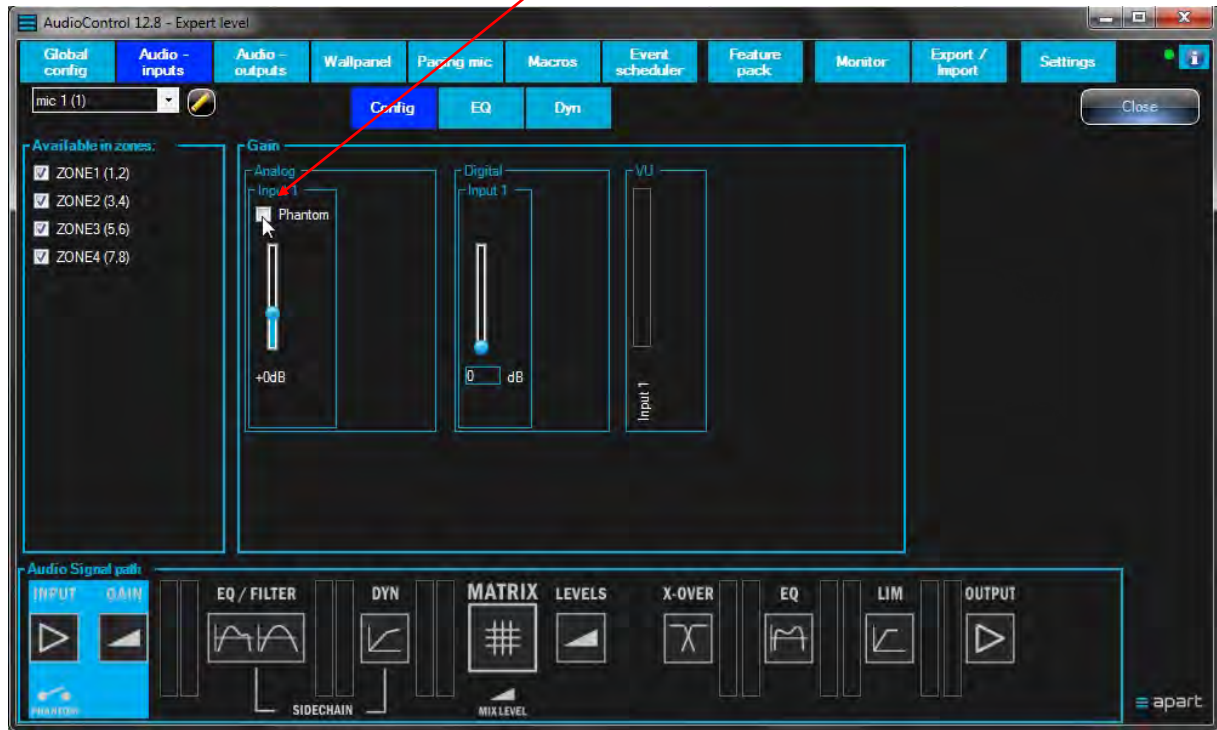 AudioControl 12.8 - Expert level
Global config
Audio - inputs
Audio - outputs
Wallpanel
Paging mic
Macros
Event scheduler
Feature pack
Monitor
Export / Import
Settings
i
mic 1 (1)
Config
EQ
Dyn
Close
Available in zones:
ZONE1 (1,2)
ZONE2 (3,4)
ZONE3 (5,6)
ZONE4 (7,8)
Gain
Analog
Input 1
Phantom
+0dB
Digital
Input 1
0 dB
VU
Input 1
Audio Signal path
INPUT GAIN EQ / FILTER DYN MATRIX LEVELS X-OVER EQ LIM OUTPUT
PHANTOM
SIDECHAIN
MIX LEVEL
apart